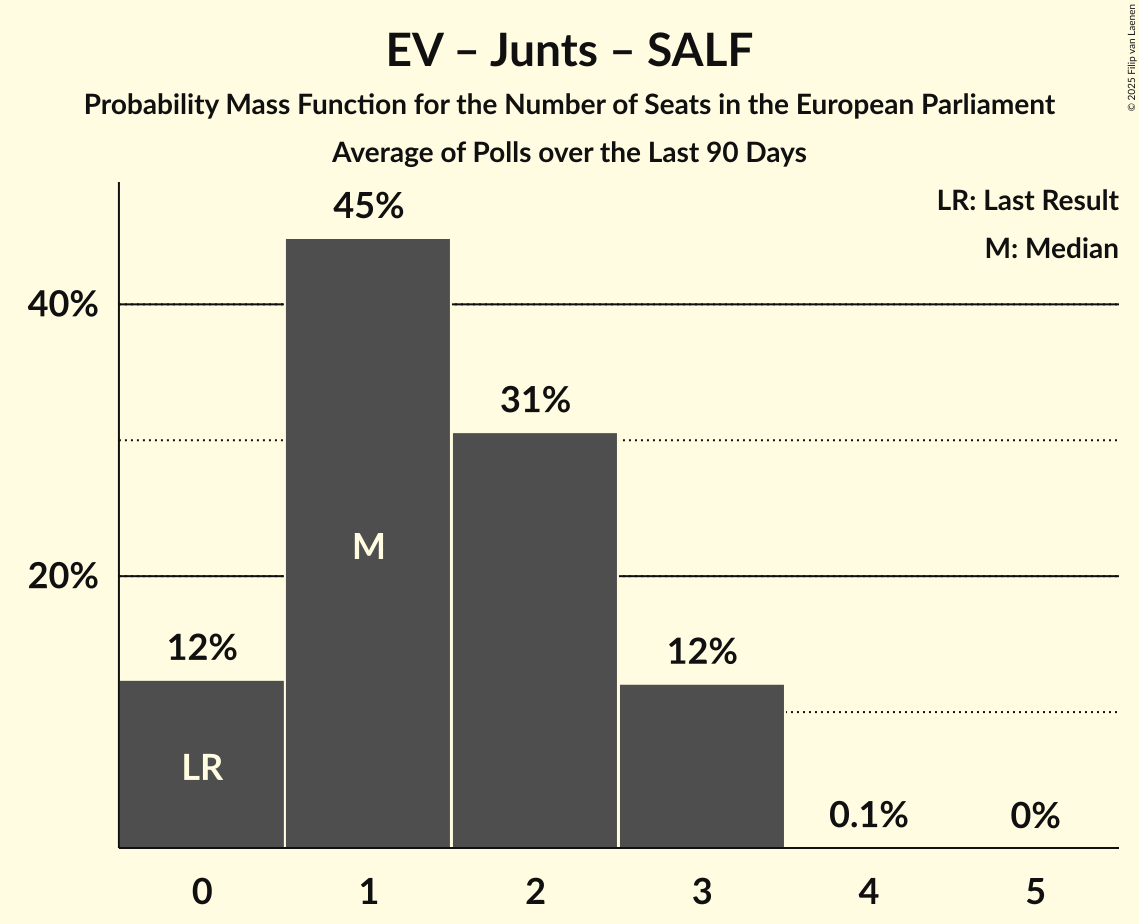 EV – Junts – SALF
Probability Mass Function for the Number of Seats in the European Parliament
Average of Polls over the Last 90 Days
© 2025 Filip van Laenen
LR: Last Result
M: Median
45%
40%
31%
M
20%
12%
12%
LR
0.1%
0%
0 1 2 3 4 5